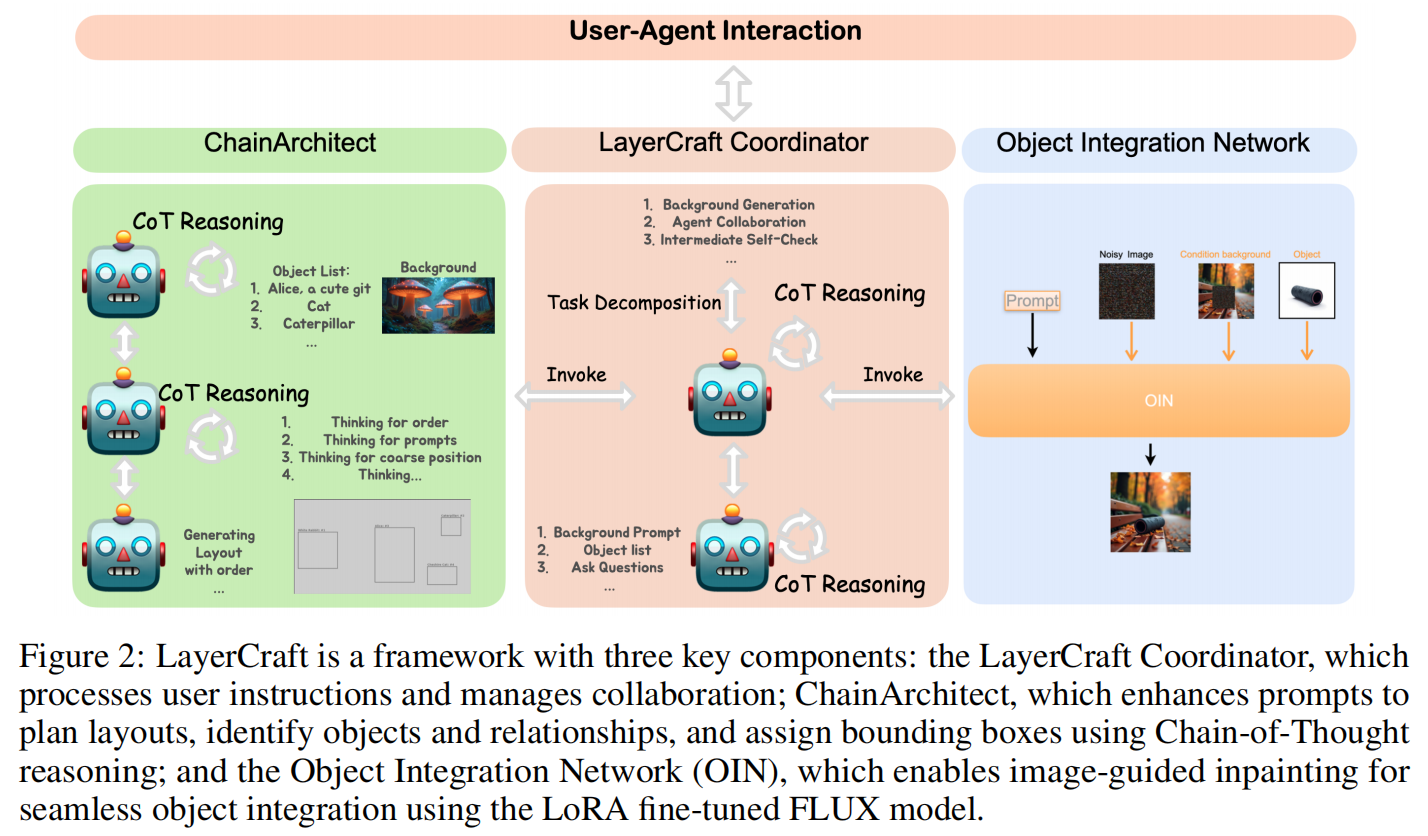 User-Agent Interaction
ChainArchitect
CoT Reasoning
Object List:
1. Alice, a cute git
2. Cat
3. Caterpillar
...
Background
CoT Reasoning
1. Thinking for order
2. Thinking for prompts
3. Thinking for coarse position
4. Thinking...
Generating
Layout
with order
...
LayerCraft Coordinator
1. Background Generation
2. Agent Collaboration
3. Intermediate Self-Check
...
Task Decomposition
CoT Reasoning
Invoke
Invoke
1. Background Prompt
2. Object list
3. Ask Questions
...
CoT Reasoning
Object Integration Network
Prompt
Noisy Image
Condition background
Object
OIN
Figure 2: LayerCraft is a framework with three key components: the LayerCraft Coordinator, which
processes user instructions and manages collaboration; ChainArchitect, which enhances prompts to
plan layouts, identify objects and relationships, and assign bounding boxes using Chain-of-Thought
reasoning; and the Object Integration Network (OIN), which enables image-guided inpainting for
seamless object integration using the LoRA fine-tuned FLUX model.